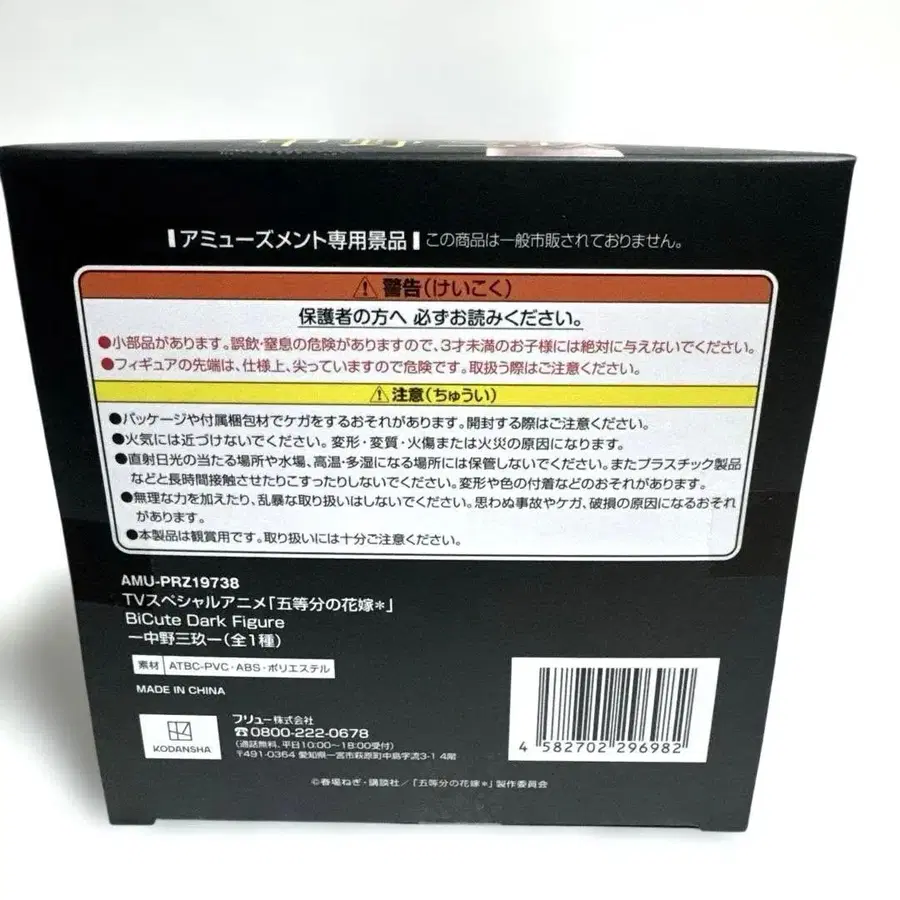 アミューズメント専用景品 この商品は一般市販されておりません。
警告(けいこく)
保護者の方へ 必ずお読みください。
●小部品があります。誤飲・窒息の危険がありますので、3才未満のお子様には絶対に与えないでください。
●フィギュアの先端は、仕様上、尖っていますので危険です。取扱う際はご注意ください。
注意(ちゅうい)
●パッケージや付属梱包材でケガをするおそれがあります。開封する際はご注意ください。
●火気には近づけないでください。変形・変質・火傷または火災の原因になります。
●直射日光の当たる場所や水場、高温・多湿になる場所には保管しないでください。またプラスチック製品
などと長時間接触させたりこすったりしないでください。変形や色の付着などのおそれがあります。
●無理な力を加えたり、乱暴な取り扱いはしないでください。思わぬ事故やケガ、破損の原因になるおそれ
があります。
●本製品は観賞用です。取り扱いには十分ご注意ください。
AMU-PRZ19738
TVスペシャルアニメ「五等分の花嫁*」
BiCute Dark Figure
ー中野三玖ー(全1種)
素材 ATBC-PVC・ABS・ポリエステル
MADE IN CHINA
KODANSHA
フリュー株式会社
☎0800-222-0678
(通話無料、平日10:00~18:00受付)
〒491-0364 愛知県一宮市萩原町中島字流3-1 4階
4 582702 296982
©春場ねぎ・講談社/「五等分の花嫁*」製作委員会